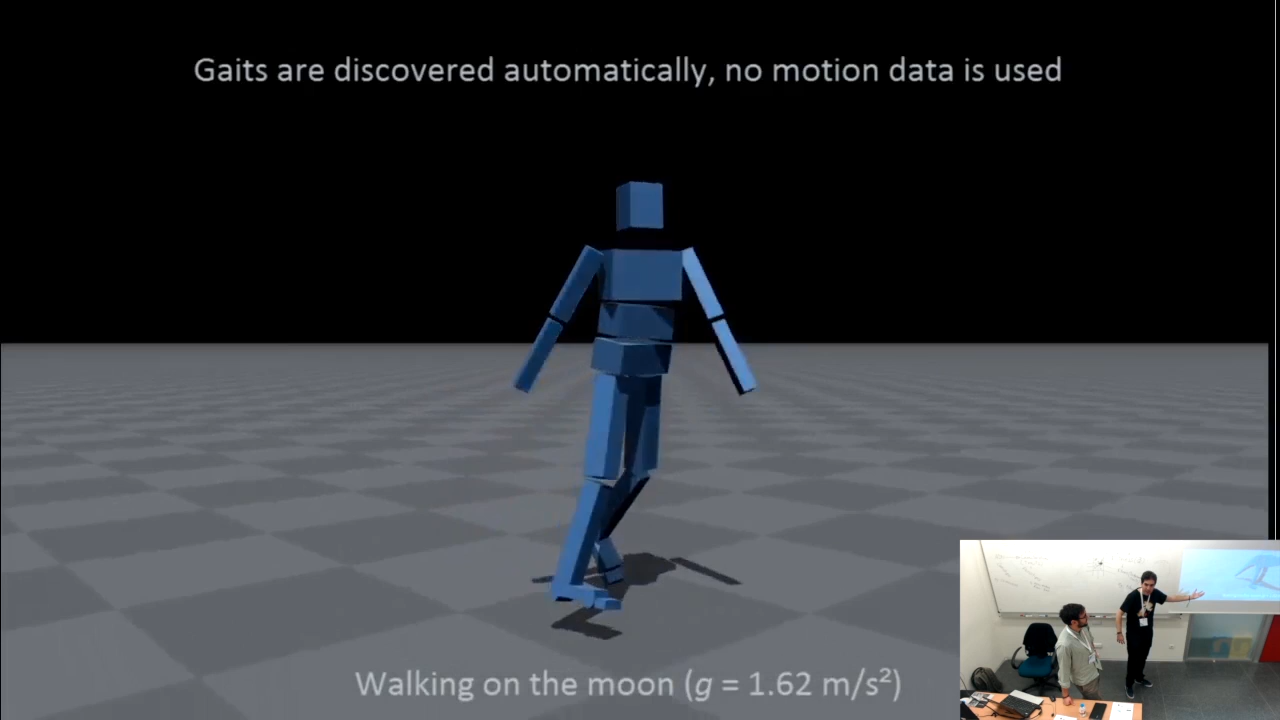 Gaits are discovered automatically, no motion data is used
Walking on the moon (g = 1.62 m/s²)